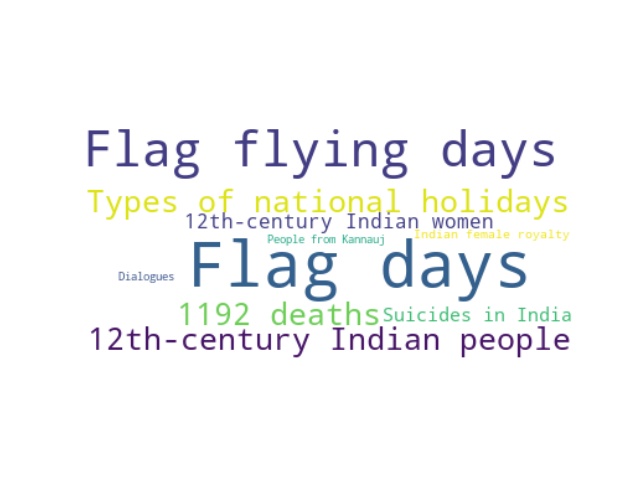 Flag flying days
Types of national holidays
12th-century Indian women
Indian female royalty
People from Kannauj
Flag days
Dialogues
1192 deaths
Suicides in India
12th-century Indian people